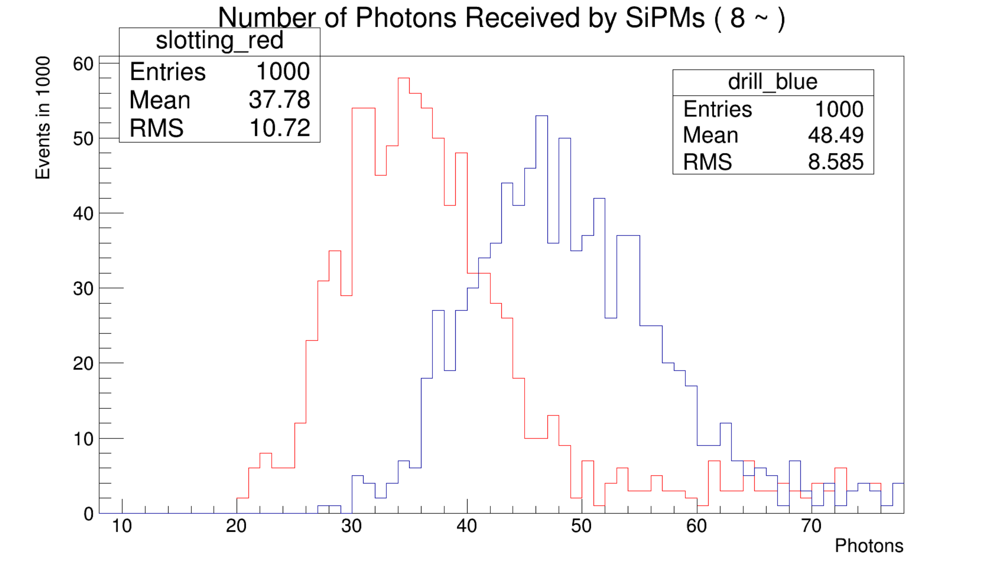 Number of Photons Received by SiPMs ( 8 ~ )
slotting_red
Entries 1000
Mean 37.78
RMS 10.72
drill_blue
Entries 1000
Mean 48.49
RMS 8.585
Events in 1000
60
50
40
30
20
10
0
10 20 30 40 50 60 70
Photons